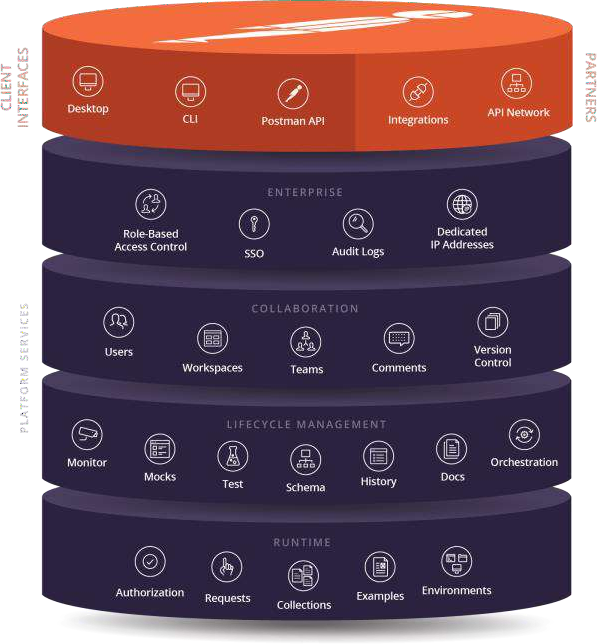 CLIENT
INTERFACES
PARTNERS
Desktop
CLI
Postman API
Integrations
API Network
ENTERPRISE
Role-Based
Access Control
SSO
Audit Logs
Dedicated
IP Addresses
PLATFORM SERVICES
COLLABORATION
Users
Workspaces
Teams
Comments
Version
Control
LIFECYCLE MANAGEMENT
Monitor
Mocks
Test
Schema
History
Docs
Orchestration
RUNTIME
Authorization
Requests
Collections
Examples
Environments